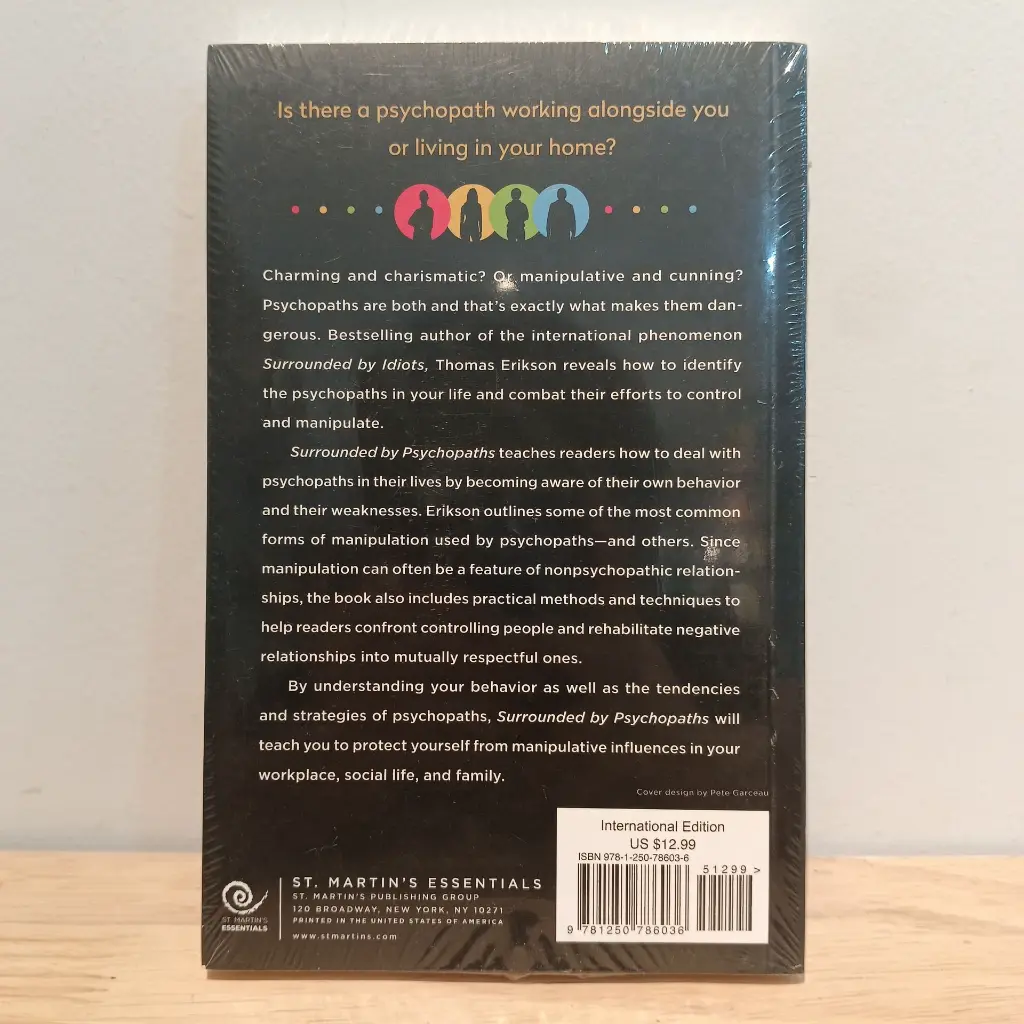 Is there a psychopath working alongside you
or living in your home?
Charming and charismatic? Or manipulative and cunning?
Psychopaths are both and that's exactly what makes them dan-
gerous. Bestselling author of the international phenomenon
Surrounded by Idiots, Thomas Erikson reveals how to identify
the psychopaths in your life and combat their efforts to control
and manipulate.
Surrounded by Psychopaths teaches readers how to deal with
psychopaths in their lives by becoming aware of their own behavior
and their weaknesses. Erikson outlines some of the most common
forms of manipulation used by psychopaths—and others. Since
manipulation can often be a feature of nonpsychopathic relation-
ships, the book also includes practical methods and techniques to
help readers confront controlling people and rehabilitate negative
relationships into mutually respectful ones.
By understanding your behavior as well as the tendencies
and strategies of psychopaths, Surrounded by Psychopaths will
teach you to protect yourself from manipulative influences in your
workplace, social life, and family.
Cover design by Pete Garceau
International Edition
US $12.99
ISBN 978-1-250-78603-6
51299 >
9 781250 786036
ST. MARTIN'S
ESSENTIALS
ST. MARTIN'S ESSENTIALS
ST. MARTIN'S PUBLISHING GROUP
120 BROADWAY, NEW YORK, NY 10271
PRINTED IN THE UNITED STATES OF AMERICA
www.stmartins.com